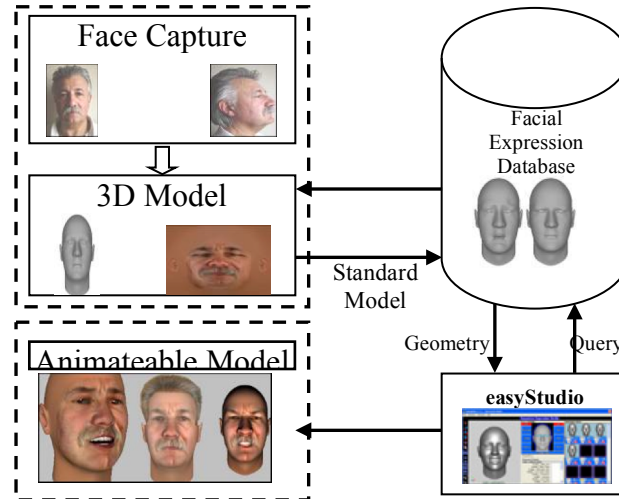 Face Capture
3D Model
Facial
Expression
Database
Standard
Model
Geometry
Query
Animateable Model
easyStudio